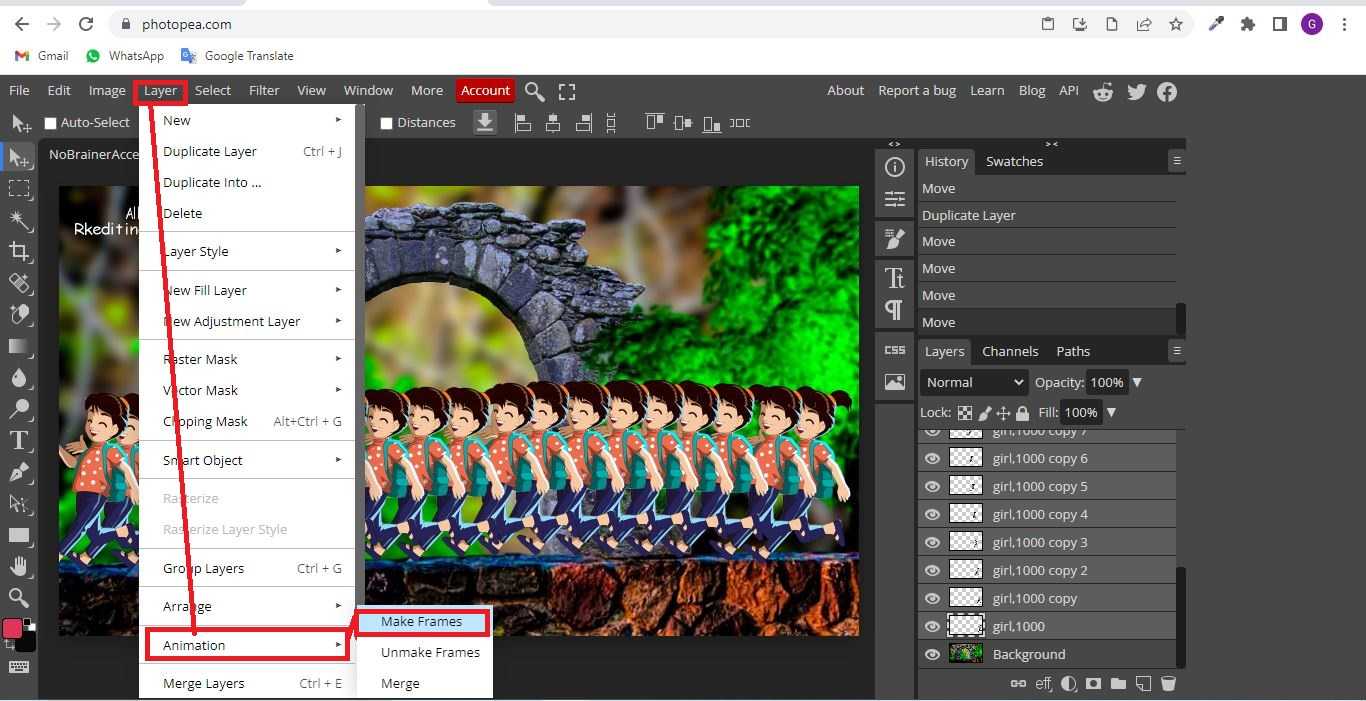 photopea.com
G
Gmail
WhatsApp
Google Translate
File Edit Image Layer Select Filter View Window More Account
About Report a bug Learn Blog API
Auto-Select
Distances
NoBrainerAcce
New
Duplicate Layer Ctrl + J
Duplicate Into ...
Delete
Layer Style
New Fill Layer
New Adjustment Layer
Raster Mask
Vector Mask
Clipping Mask Alt+Ctrl + G
Smart Object
Rasterize
Rasterize Layer Style
Group Layers Ctrl + G
Arrange
Animation
Merge Layers Ctrl + E
Make Frames
Unmake Frames
Merge
Al
Rkeditin
CSS
History Swatches
Move
Duplicate Layer
Move
Move
Move
Move
Layers Channels Paths
Normal Opacity: 100%
Lock: Fill: 100%
girl,1000 copy 7
girl,1000 copy 6
girl,1000 copy 5
girl,1000 copy 4
girl,1000 copy 3
girl,1000 copy 2
girl,1000 copy
girl,1000
Background
eff